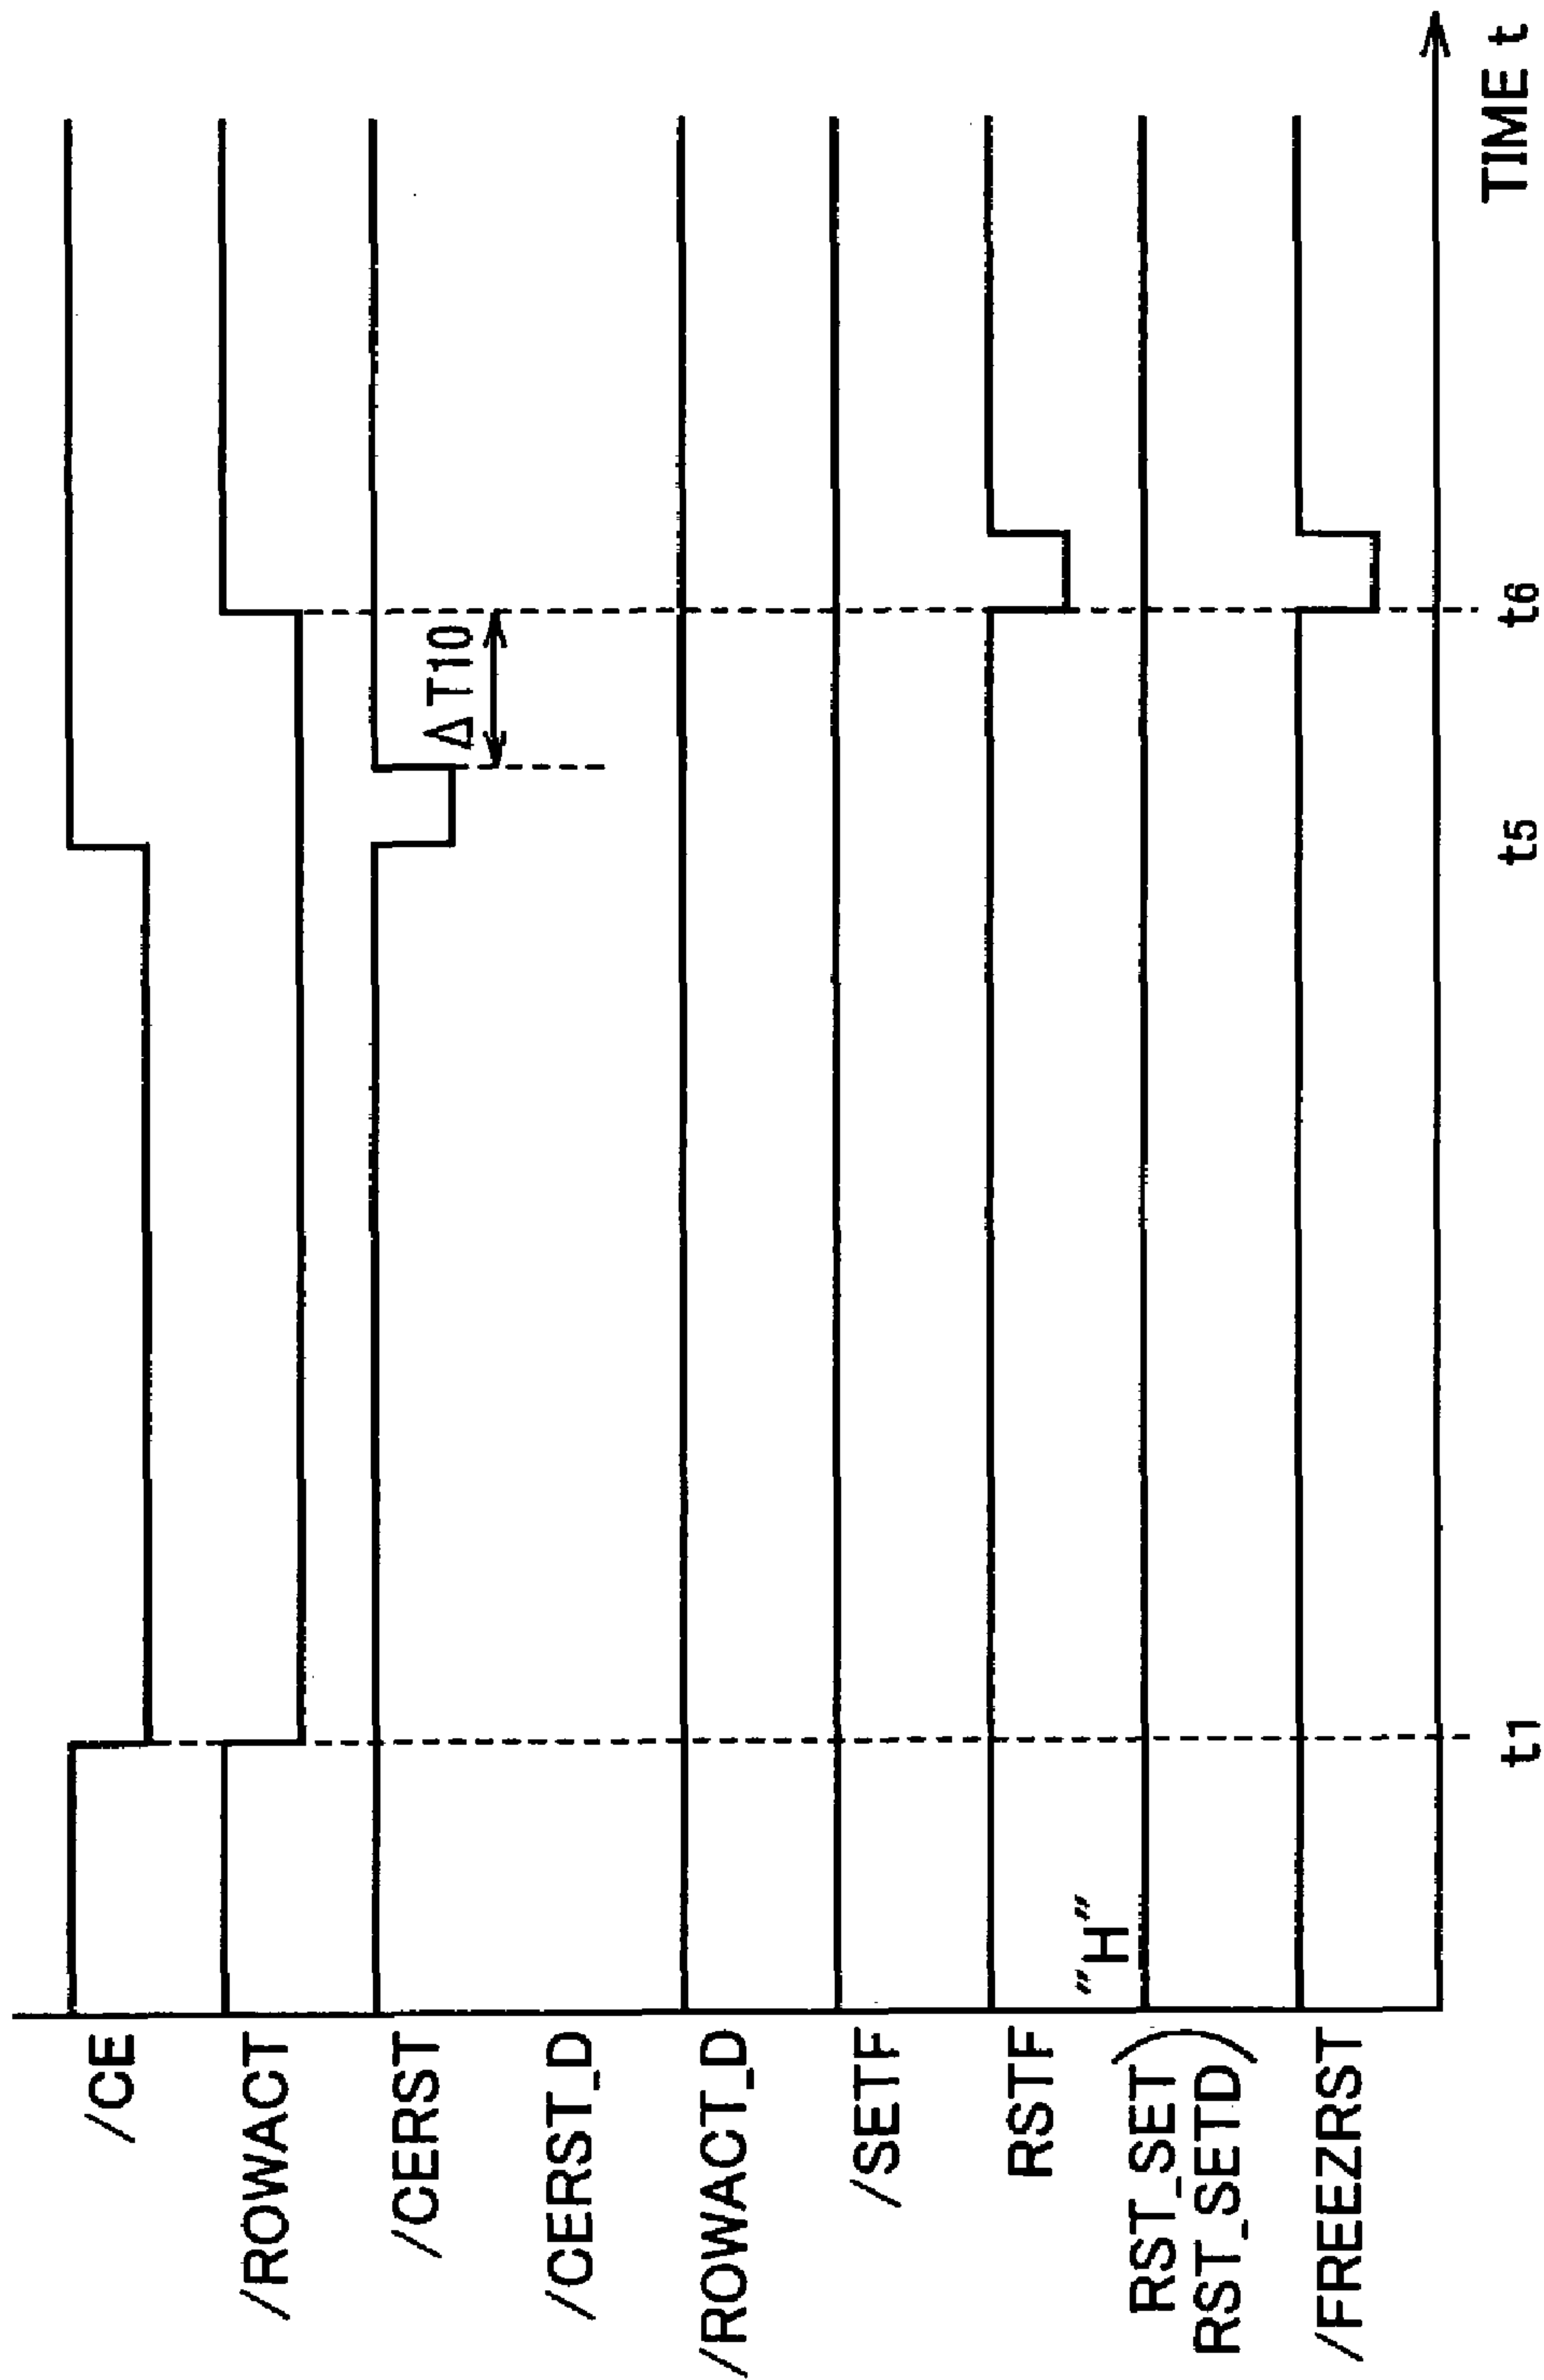 /CE
/ROWACT
/CERST
ΔT10
/CERST_D
/ROWACT_D
/SETF
RSTF
"H"
RST_SET
RST_SETD)
/FREEZRST
t1
t5
t6
TIME t